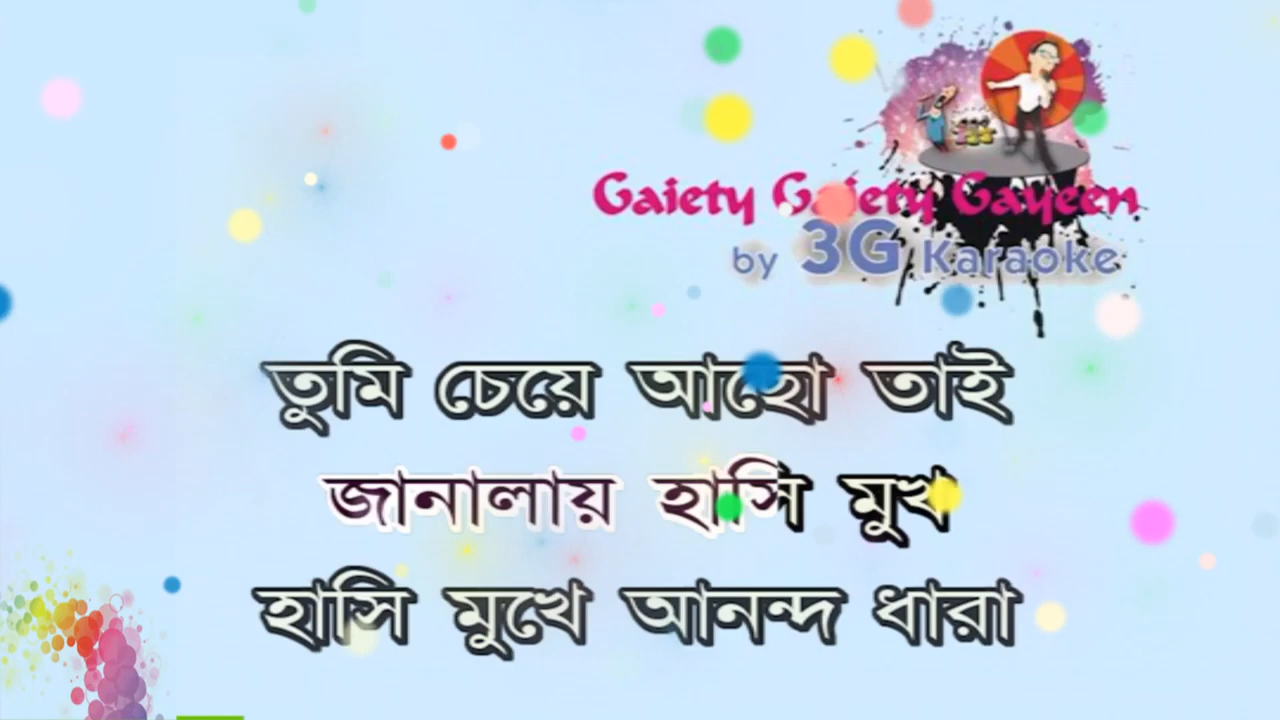 Gaiety Gaiety Gayeen
by 3G Karaoke
তুমি চেয়ে আছো তাই
জানালায় হাসি মুখ
হাসি মুখে আনন্দ ধারা